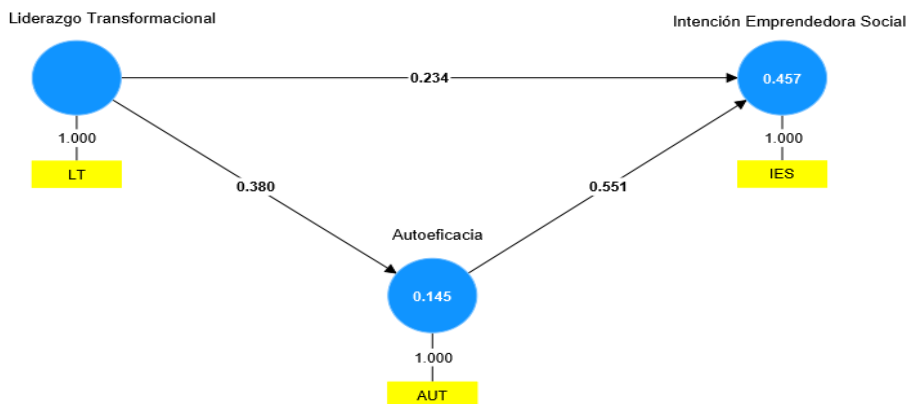 Liderazgo Transformacional
Intención Emprendedora Social
0.234
0.457
1.000
1.000
LT
IES
0.380
0.551
Autoeficacia
0.145
1.000
AUT